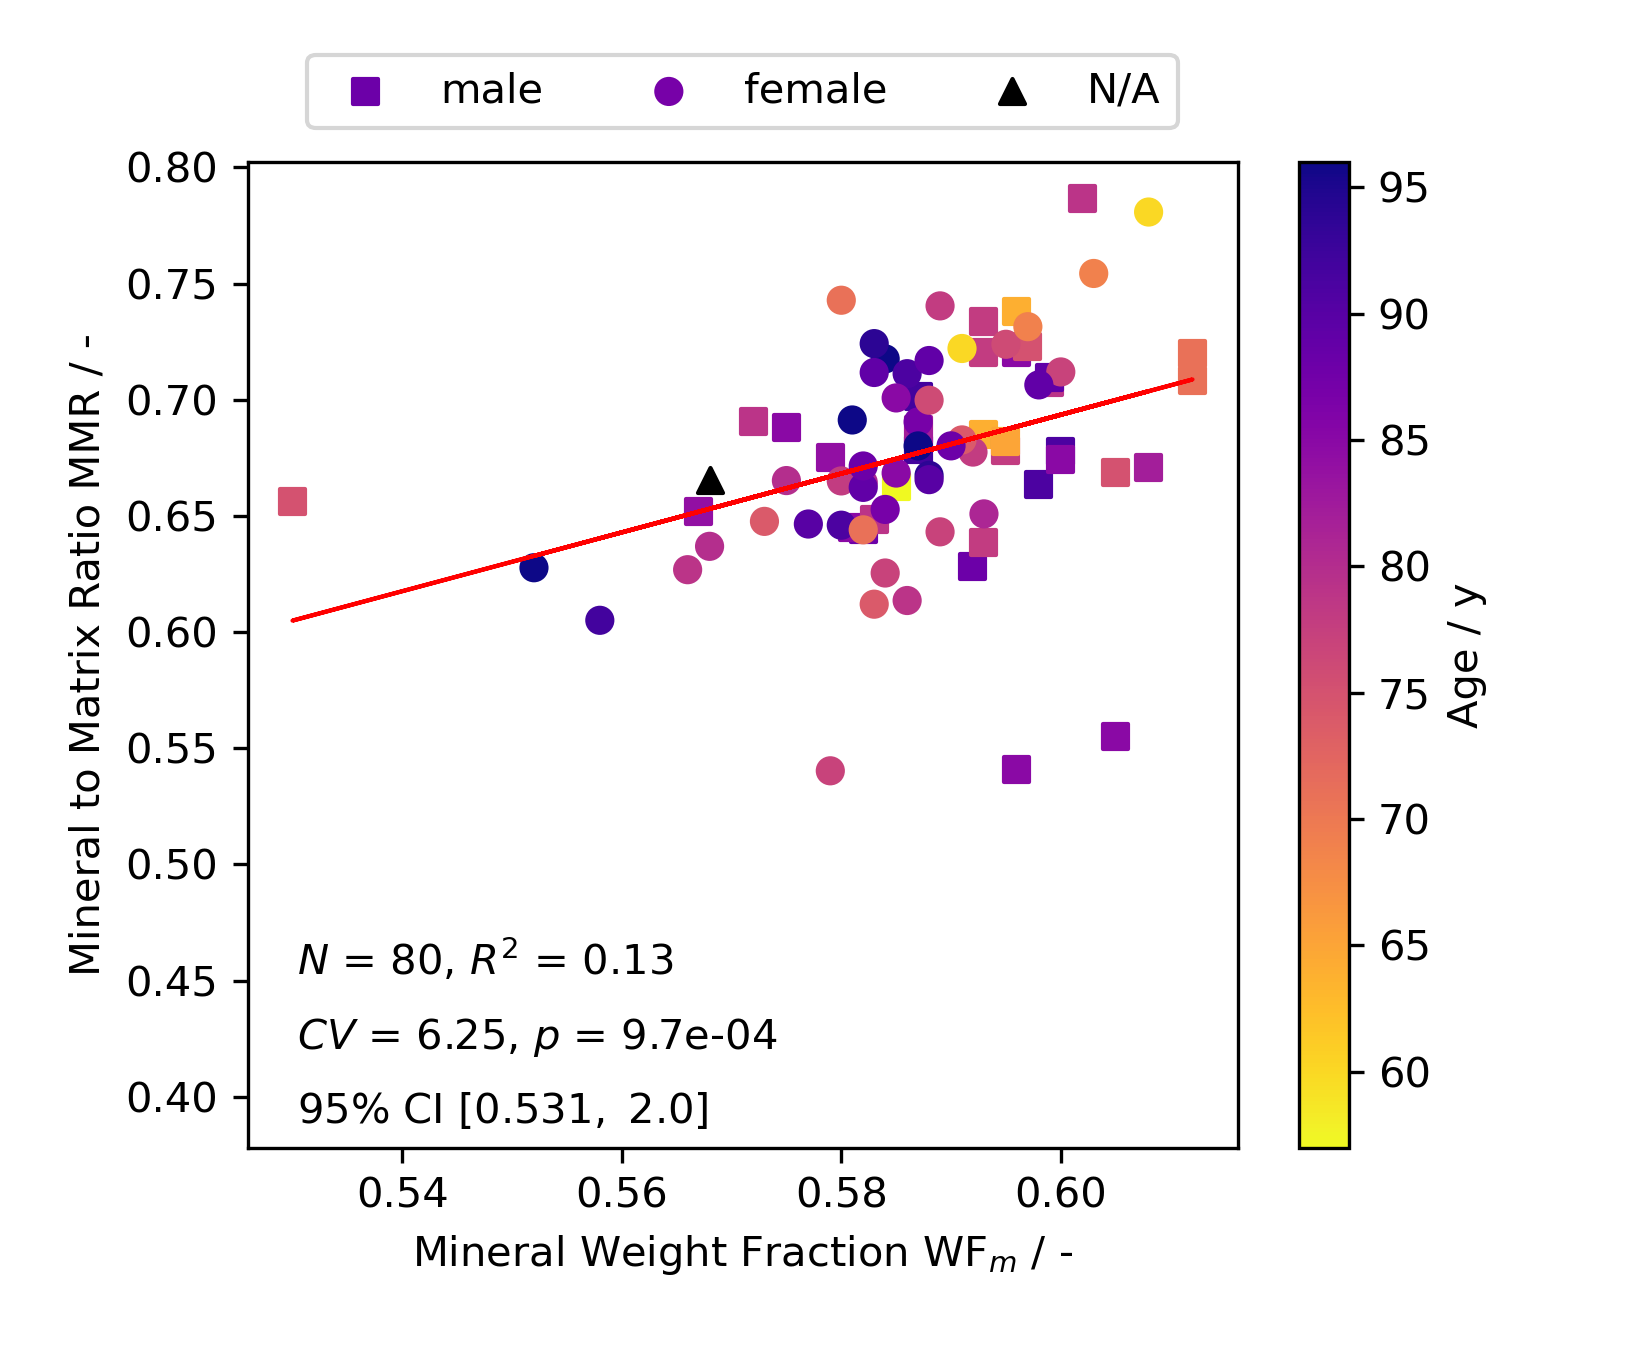 male female N/A
0.80
0.75
0.70
0.65
0.60
0.55
0.50
0.45
0.40
Mineral to Matrix Ratio MMR / -
N = 80, R² = 0.13
CV = 6.25, p = 9.7e-04
95% CI [0.531, 2.0]
0.54 0.56 0.58 0.60
Mineral Weight Fraction WFₘ / -
95
90
85
80
75
70
65
60
Age / y